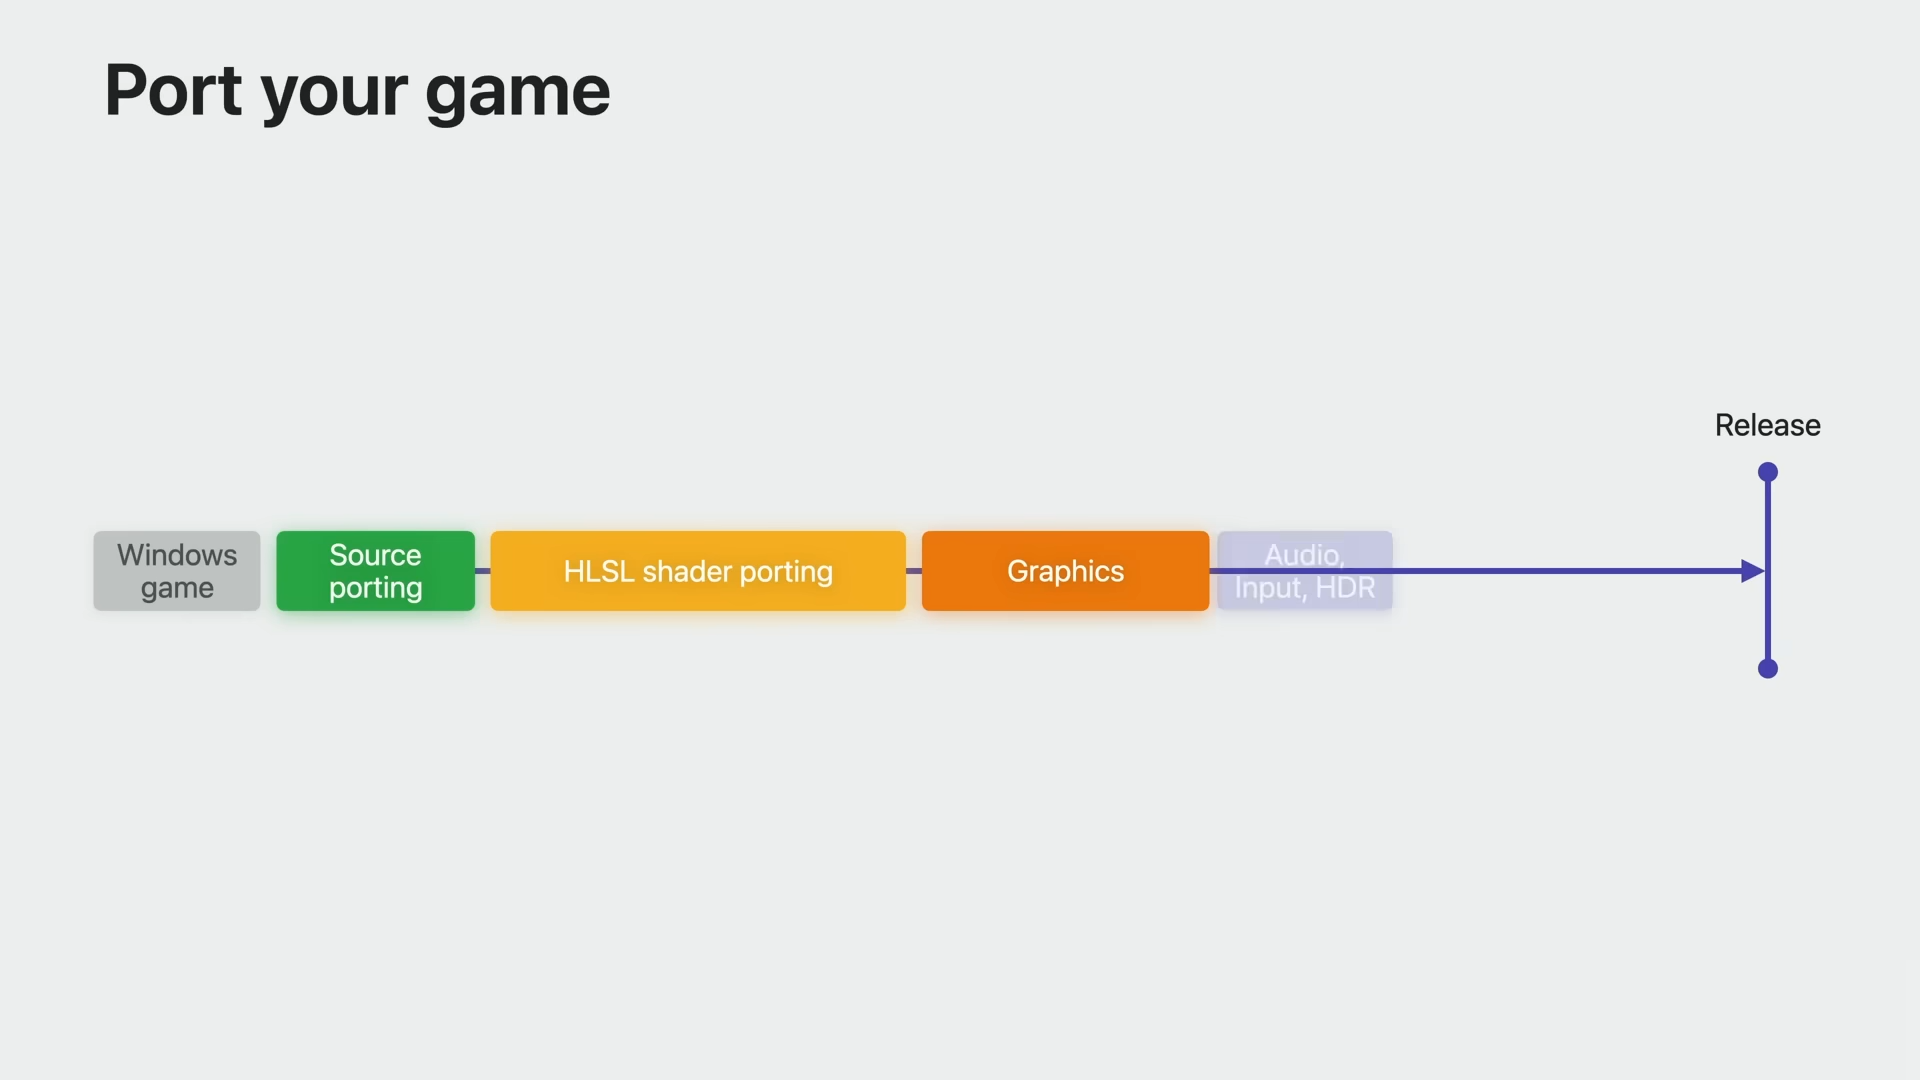 Port your game
Release
Windows
game
Source
porting
HLSL shader porting
Graphics
Audio,
Input, HDR